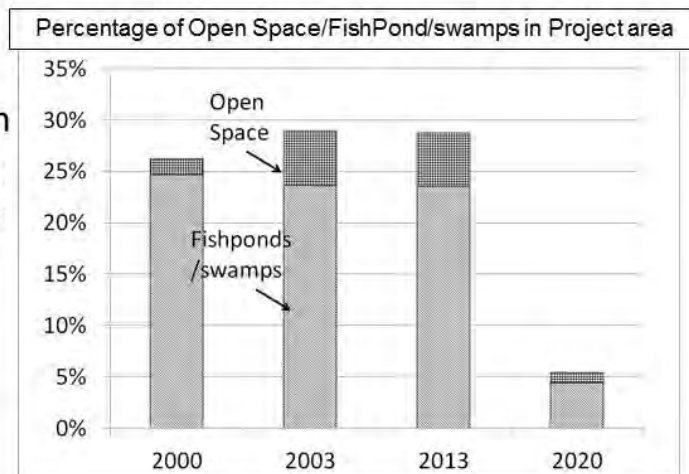 Percentage of Open Space/FishPond/swamps in Project area
35%
30%
25%
20%
15%
10%
5%
0%
Open
Space
Fishponds
/swamps
2000 2003 2013 2020